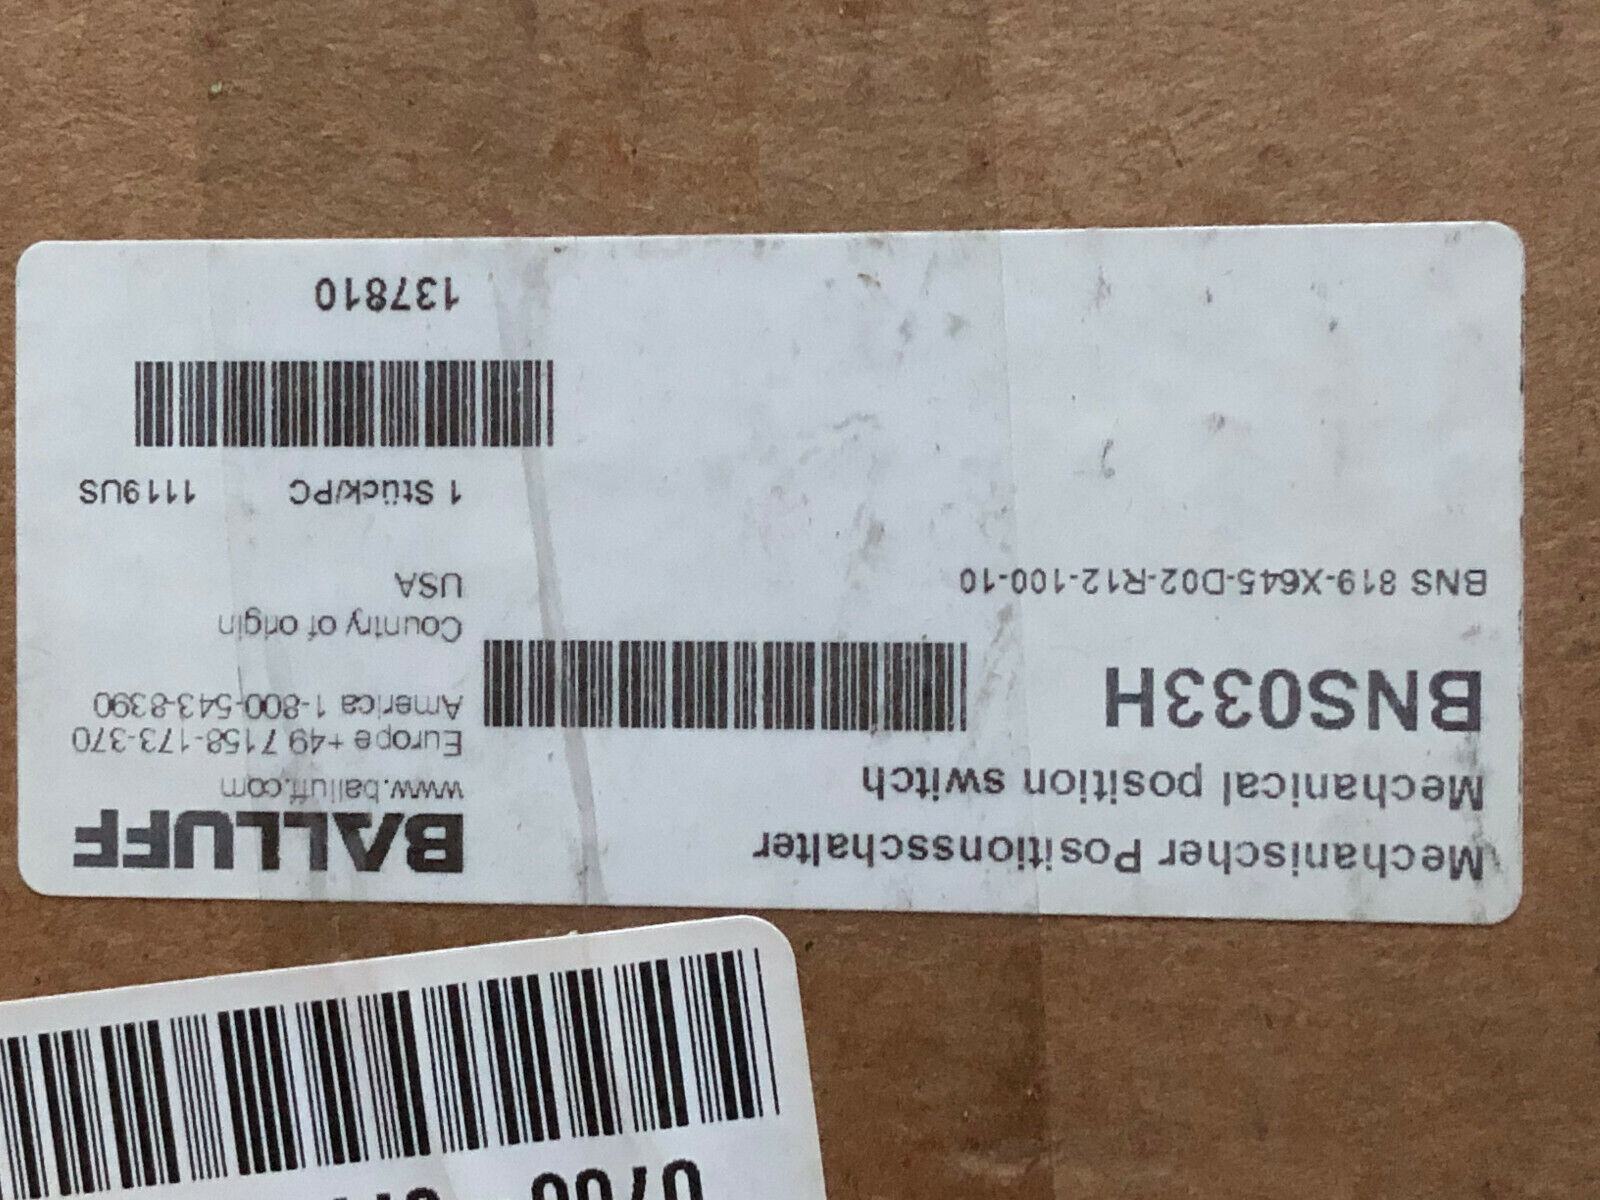 Mechanischer Positionsschalter
Mechanical position switch
BNS033H
BNS 819-X645-D02-R12-100-10
BALLUFF
www.balluff.com
Europe +49 7158-173-370
America 1-800-543-8390
Country of origin
USA
1 Stück/PC 1119US
137810